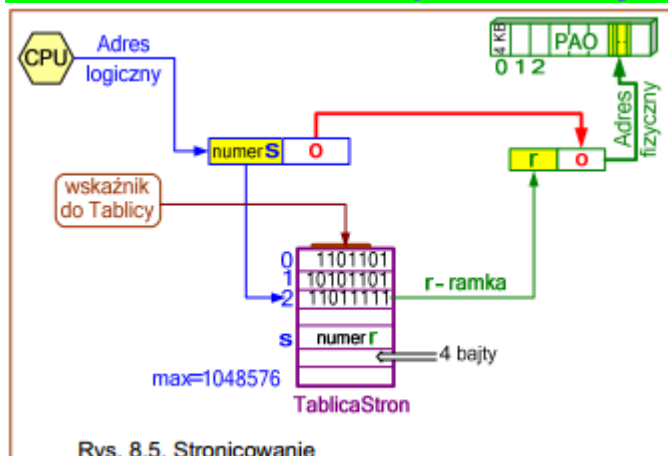 CPU
Adres
logiczny
4 KB
PAO
0 1 2
Adres
fizyczny
numer s o
r o
wskaźnik
do Tablicy
0 1101101
1 10101101
2 11011111
r - ramka
s numer r
4 bajty
max=1048576
TablicaStron
Rys. 8.5. Stronicowanie